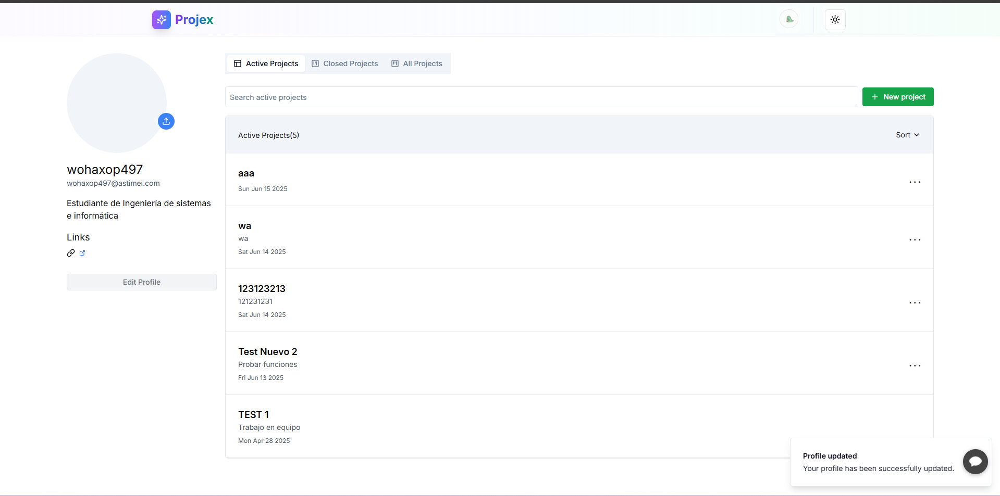 Projex
Active Projects
Closed Projects
All Projects
Search active projects
New project
Active Projects(5)
Sort
aaa
Sun Jun 15 2025
wa
wa
Sat Jun 14 2025
123123213
121231231
Sat Jun 14 2025
Test Nuevo 2
Probar funciones
Fri Jun 13 2025
TEST 1
Trabajo en equipo
Mon Apr 28 2025
wohaxop497
wohaxop497@astimei.com
Estudiante de Ingeniería de sistemas
e informática
Links
Edit Profile
Profile updated
Your profile has been successfully updated.